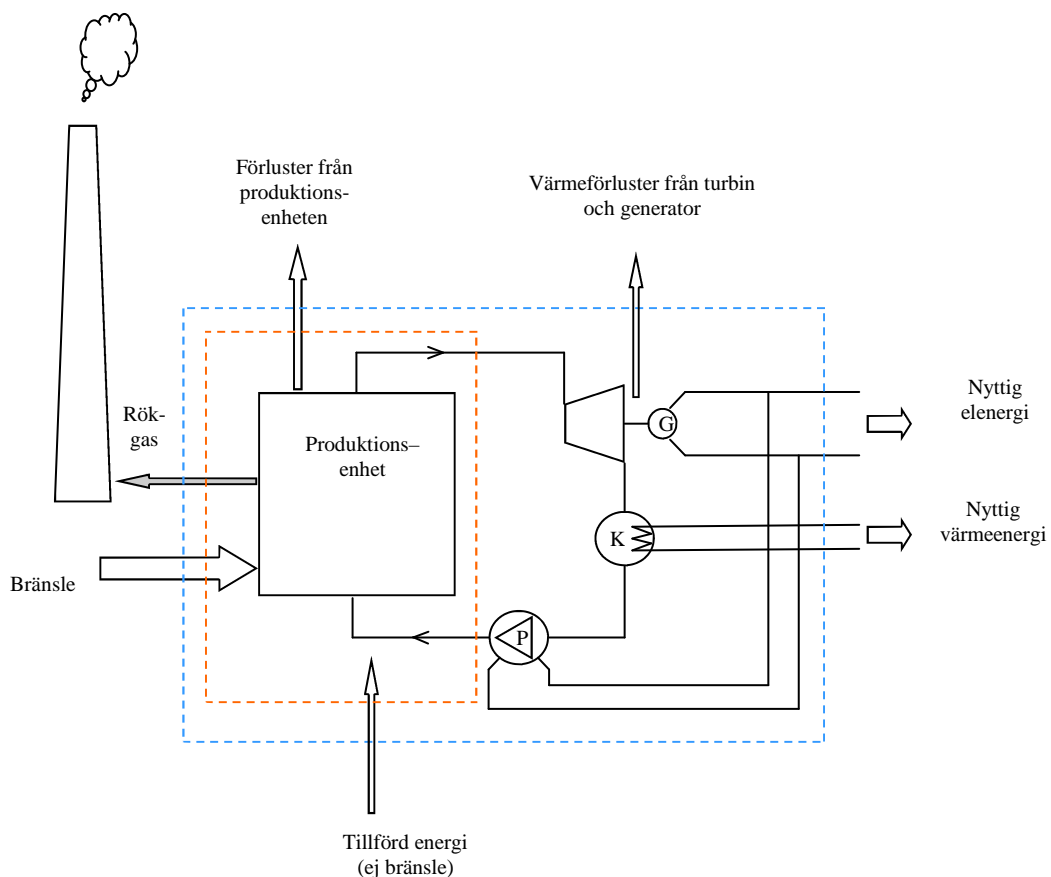 Förluster från
produktions-
enheten
Värmeförluster från turbin
och generator
Rök-
gas
Produktions–
enhet
G
Nyttig
elenergi
K
Nyttig
värmeenergi
Bränsle
P
Tillförd energi
(ej bränsle)